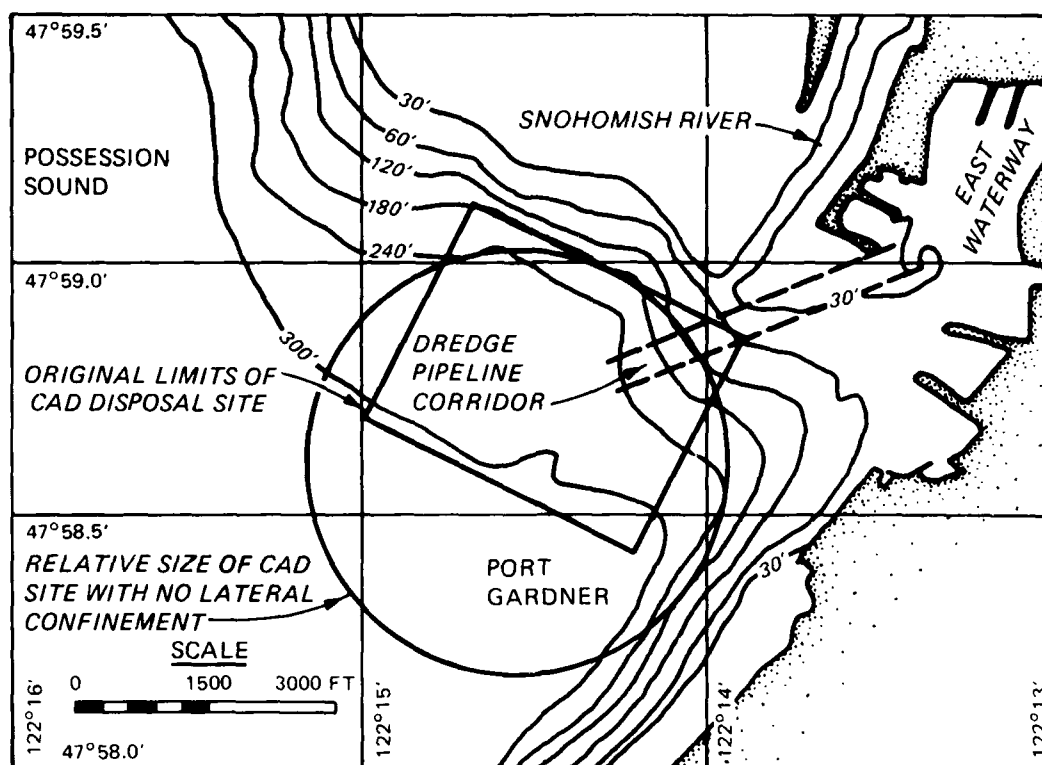 47°59.5'
30'
SNOHOMISH RIVER
60'
POSSESSION
SOUND
120'
EAST
WATERWAY
180'
240'
47°59.0'
30'
300'
DREDGE
PIPELINE
CORRIDOR
ORIGINAL LIMITS OF
CAD DISPOSAL SITE
47°58.5'
RELATIVE SIZE OF CAD
SITE WITH NO LATERAL
CONFINEMENT
PORT
GARDNER
30'
SCALE
0 1500 3000 FT
122°16'
122°15'
122°14'
122°13'
47°58.0'